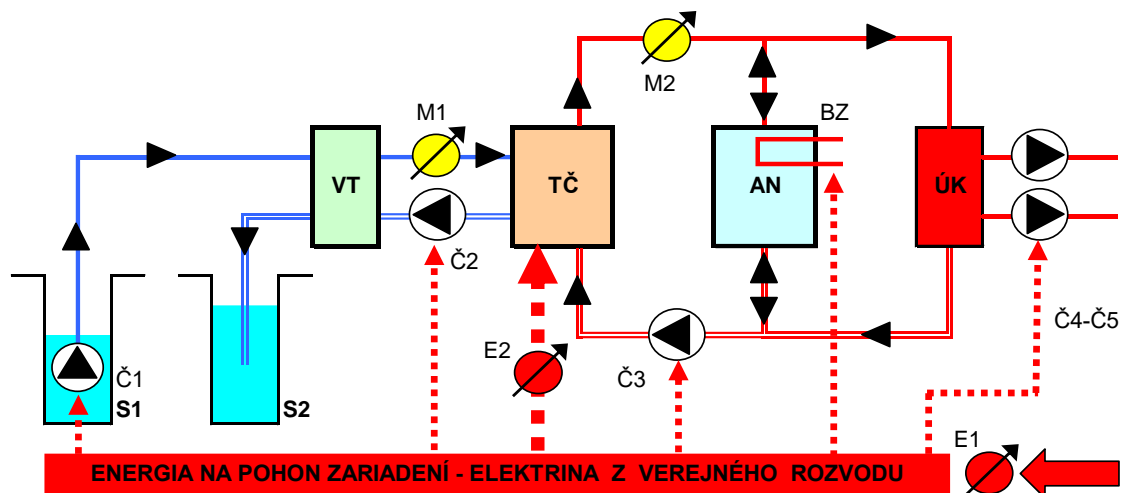 M2
M1
BZ
VT
TČ
AN
ÚK
Č2
Č1
S1
S2
E2
Č3
Č4-Č5
E1
ENERGIA NA POHON ZARIADENÍ - ELEKTRINA Z VEREJNÉHO ROZVODU